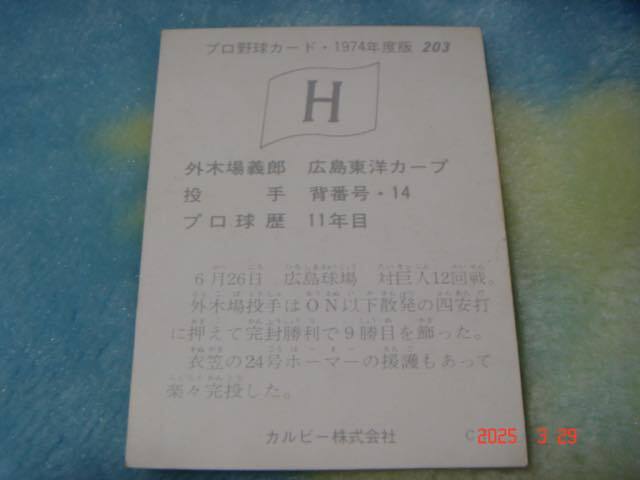 プロ野球カード・1974年度版 203
H
外木場義郎 広島東洋カープ
投手 背番号・14
プロ球歴 11年目
6月26日 広島球場 対巨人12回戦。
外木場投手はON以下散発の四安打
に押えて完封勝利で9勝目を飾った。
衣笠の24号ホーマーの援護もあって
楽々完投した。
カルビー株式会社
C
2025 3 29